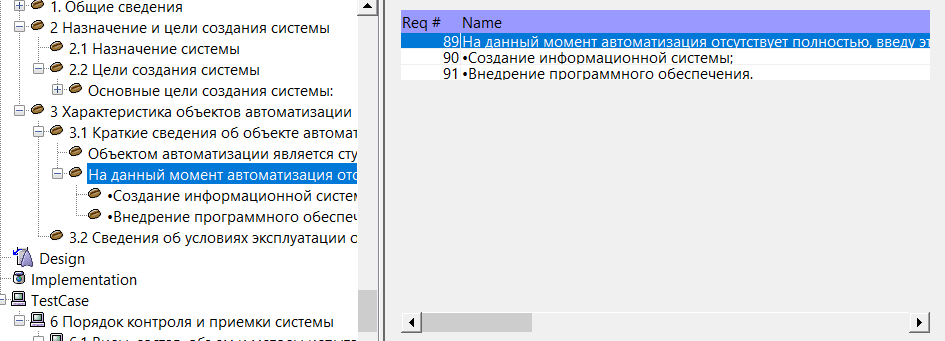 1. Общие сведения
2 Назначение и цели создания системы
2.1 Назначение системы
2.2 Цели создания системы
Основные цели создания системы:
3 Характеристика объектов автоматизации
3.1 Краткие сведения об объекте автомат
Объектом автоматизации является сту
На данный момент автоматизация отс
•Создание информационной систем
•Внедрение программного обеспеч
3.2 Сведения об условиях эксплуатации о
Design
Implementation
TestCase
6 Порядок контроля и приемки системы
Req # Name
89 На данный момент автоматизация отсутствует полностью, ввиду эт
90 •Создание информационной системы;
91 •Внедрение программного обеспечения.